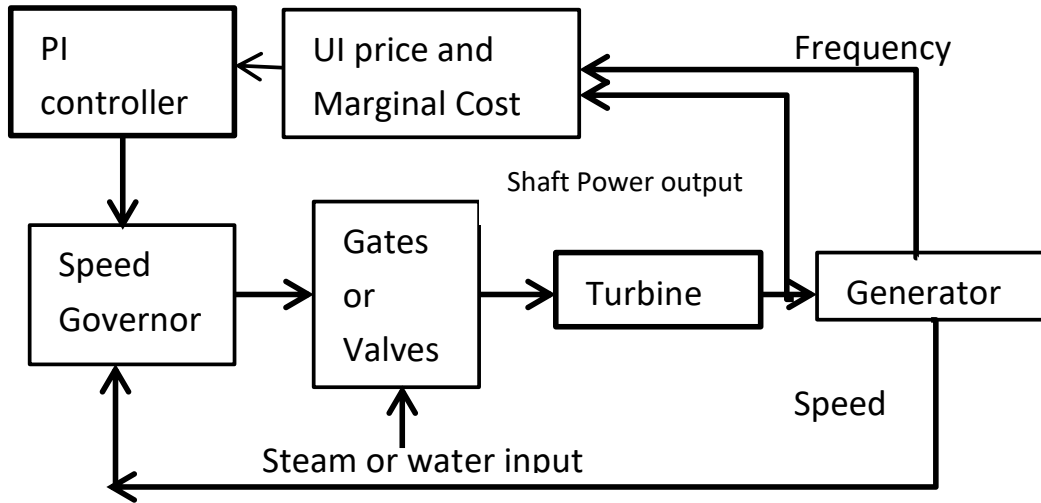 PI
controller
UI price and
Marginal Cost
Frequency
Shaft Power output
Speed
Governor
Gates
or
Valves
Turbine
Generator
Speed
Steam or water input